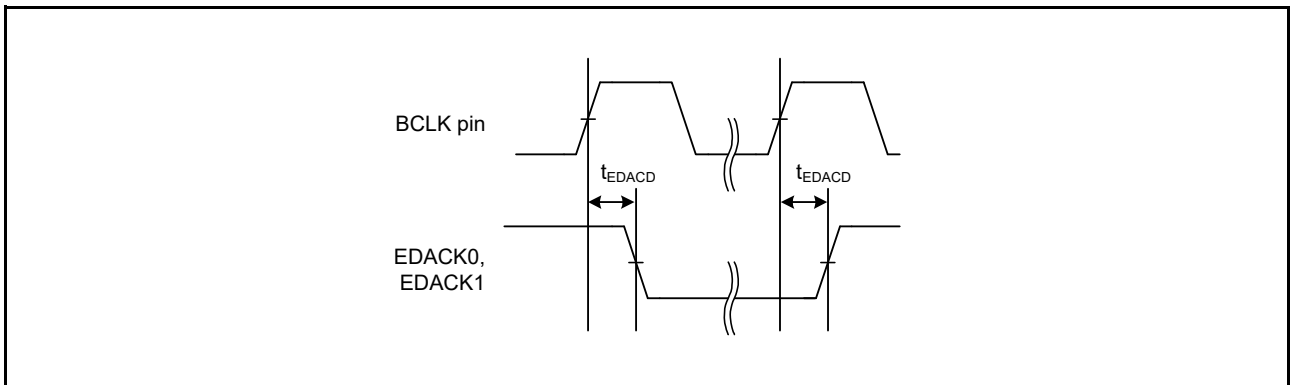 BCLK pin
tEDACD
tEDACD
EDACK0,
EDACK1